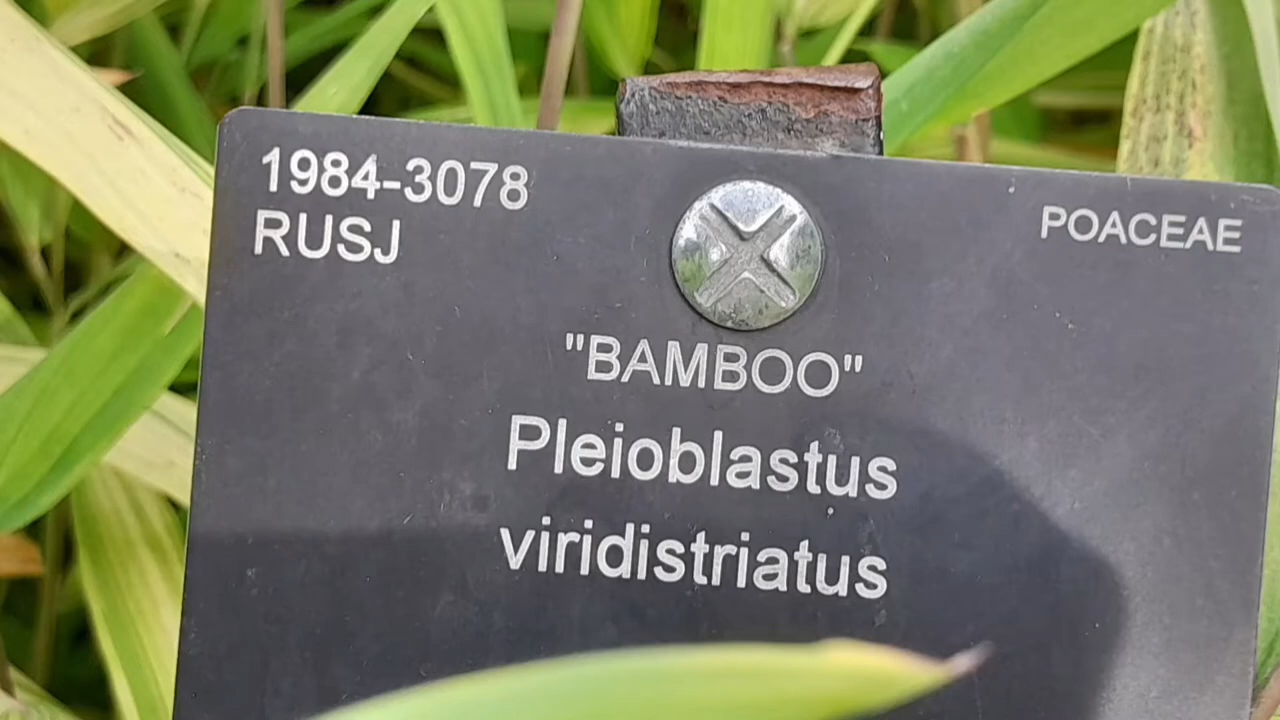 1984-3078
RUSJ
POACEAE
"BAMBOO"
Pleioblastus
viridistriatus